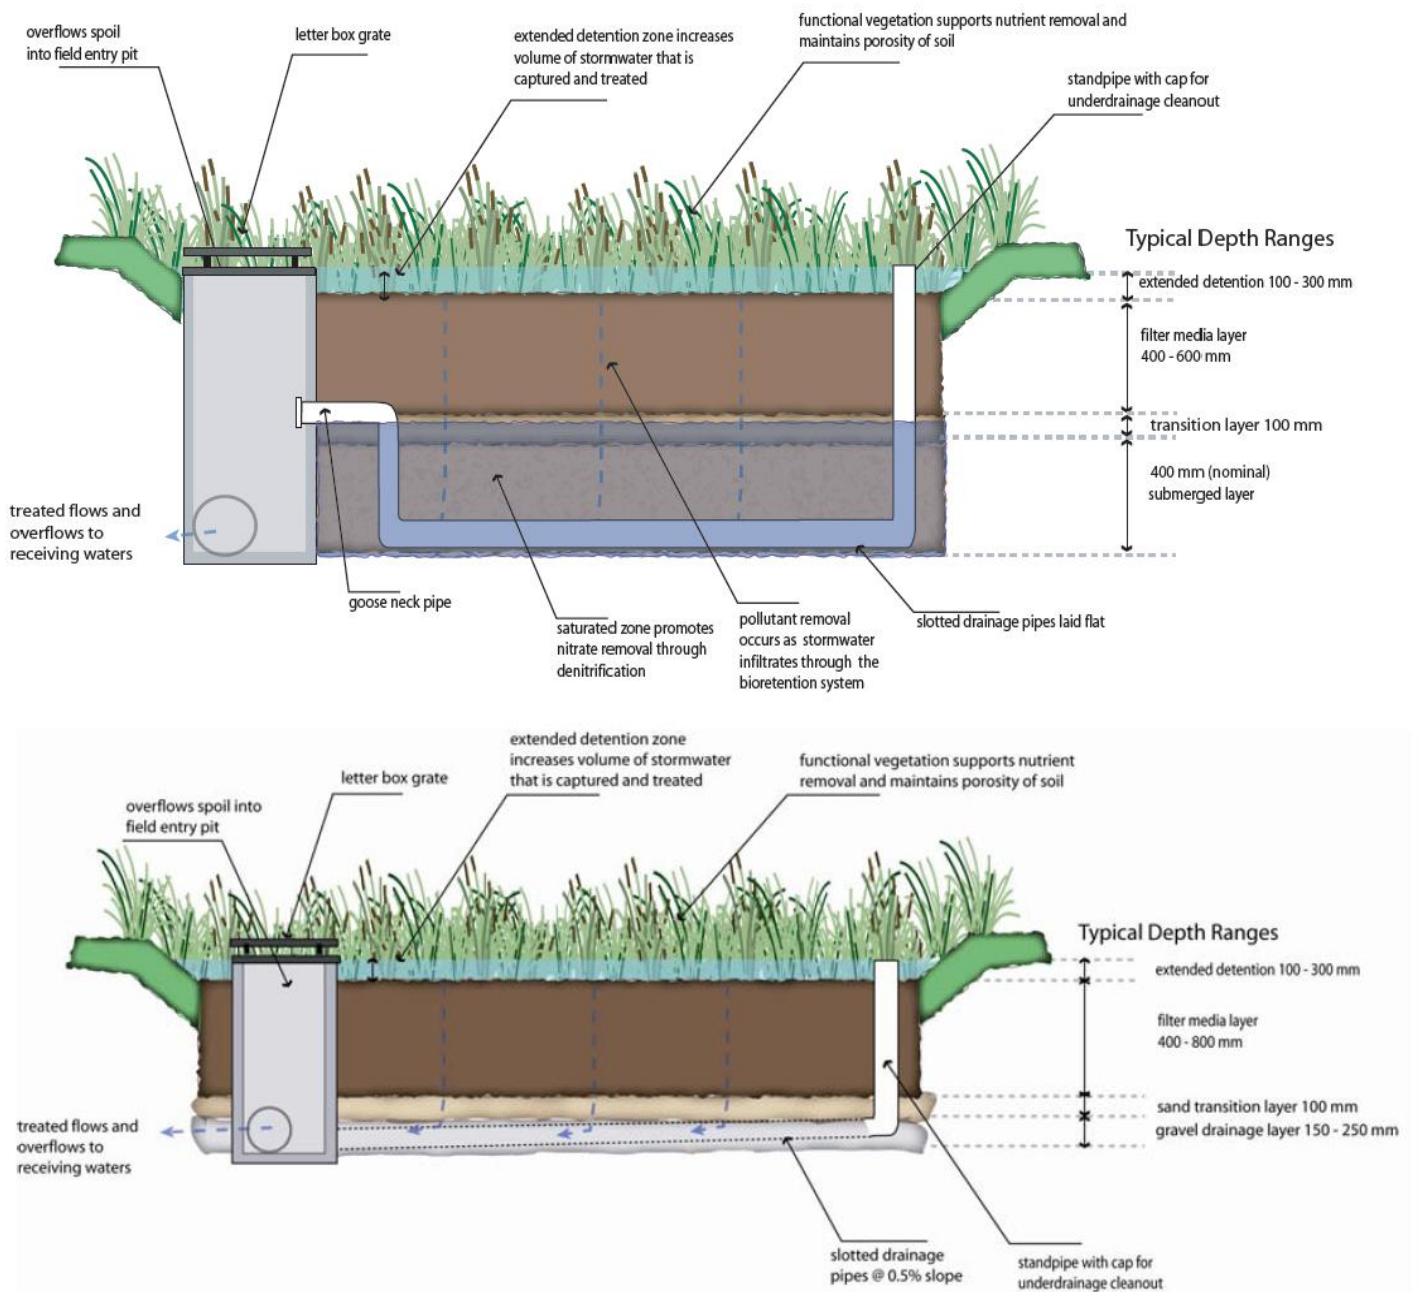 overflows spoil
into field entry pit
letter box grate
extended detention zone increases
volume of stormwater that is
captured and treated
functional vegetation supports nutrient removal and
maintains porosity of soil
standpipe with cap for
underdrainage cleanout
Typical Depth Ranges
extended detention 100 - 300 mm
filter media layer
400 - 600 mm
transition layer 100 mm
400 mm (nominal)
submerged layer
treated flows and
overflows to
receiving waters
goose neck pipe
saturated zone promotes
nitrate removal through
denitrification
pollutant removal
occurs as stormwater
infiltrates through the
bioretention system
slotted drainage pipes laid flat
extended detention zone
increases volume of stormwater
that is captured and treated
functional vegetation supports nutrient
removal and maintains porosity of soil
letter box grate
overflows spoil into
field entry pit
Typical Depth Ranges
extended detention 100 - 300 mm
filter media layer
400 - 800 mm
sand transition layer 100 mm
gravel drainage layer 150 - 250 mm
treated flows and
overflows to
receiving waters
slotted drainage
pipes @ 0.5% slope
standpipe with cap for
underdrainage cleanout